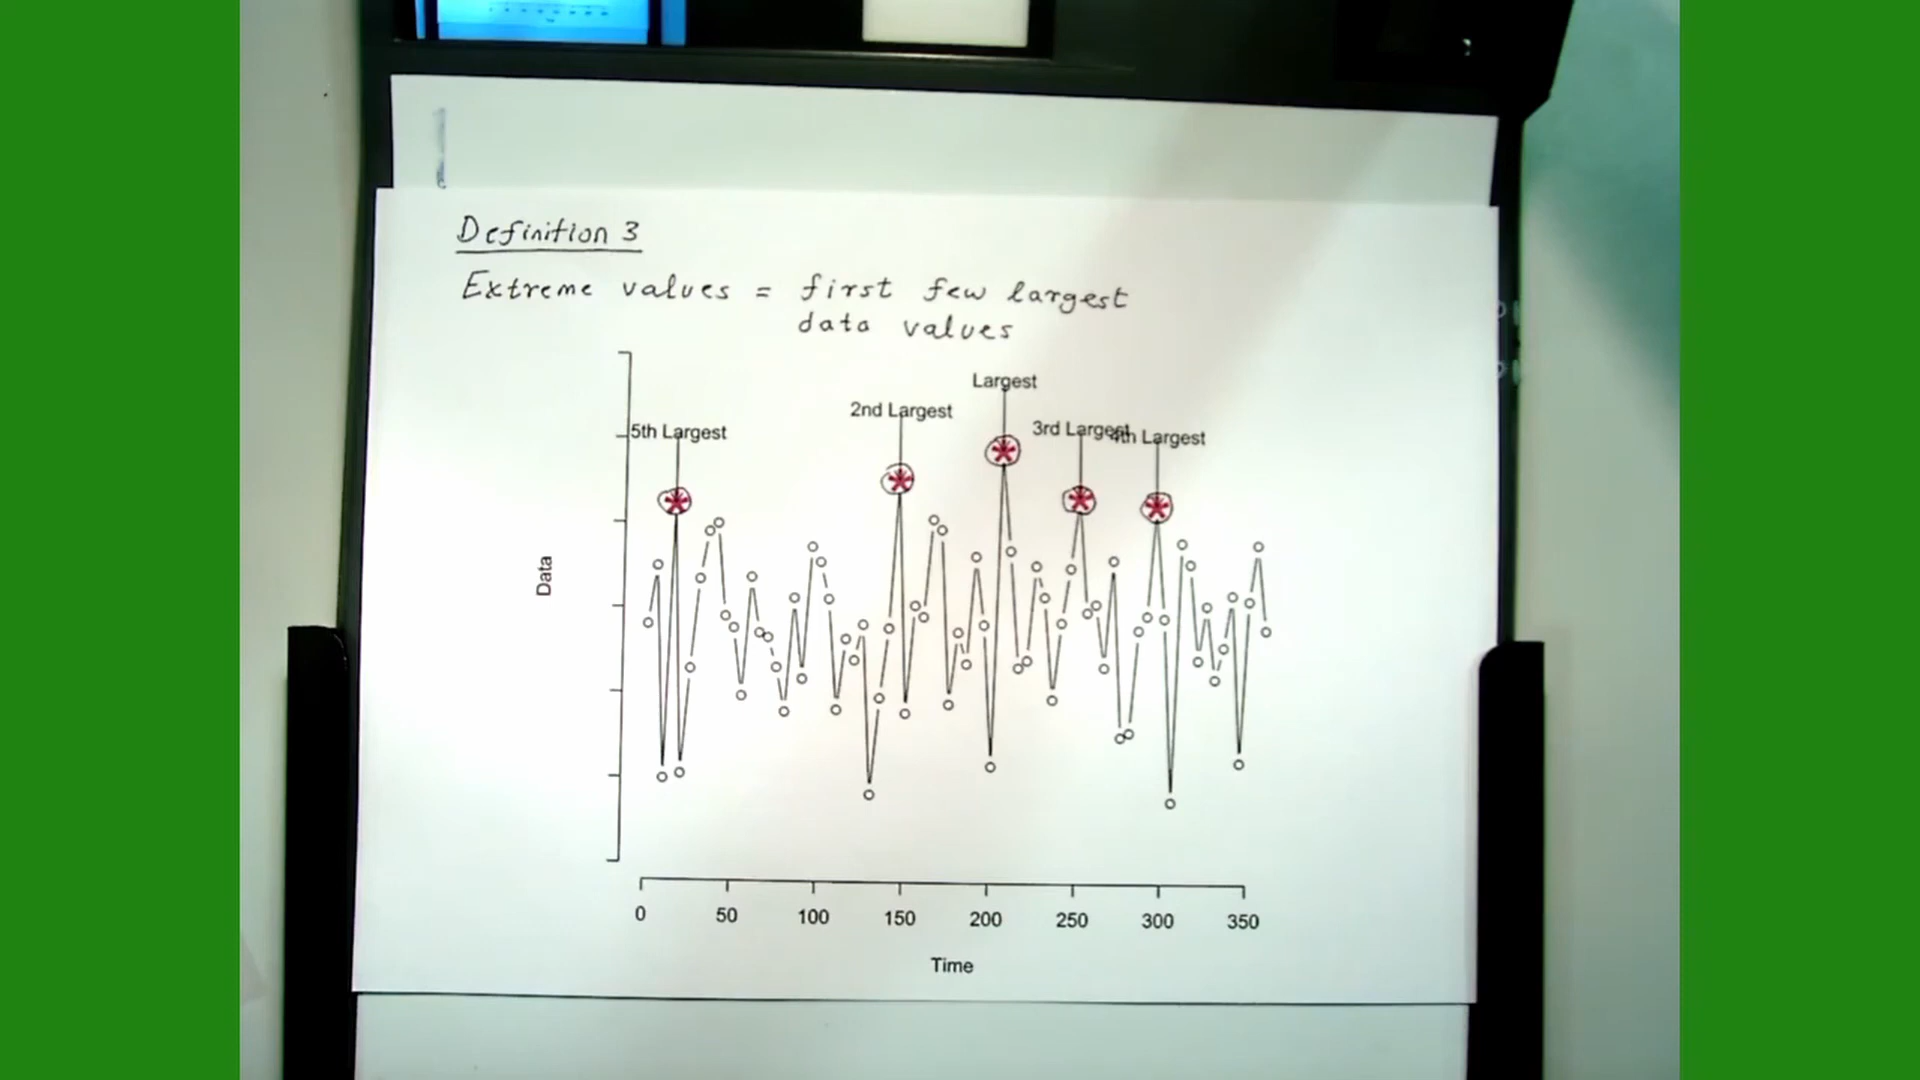 Definition 3
Extreme values = first few largest
data values
Largest
2nd Largest
5th Largest
3rd Largest
4th Largest
Data
0 50 100 150 200 250 300 350
Time